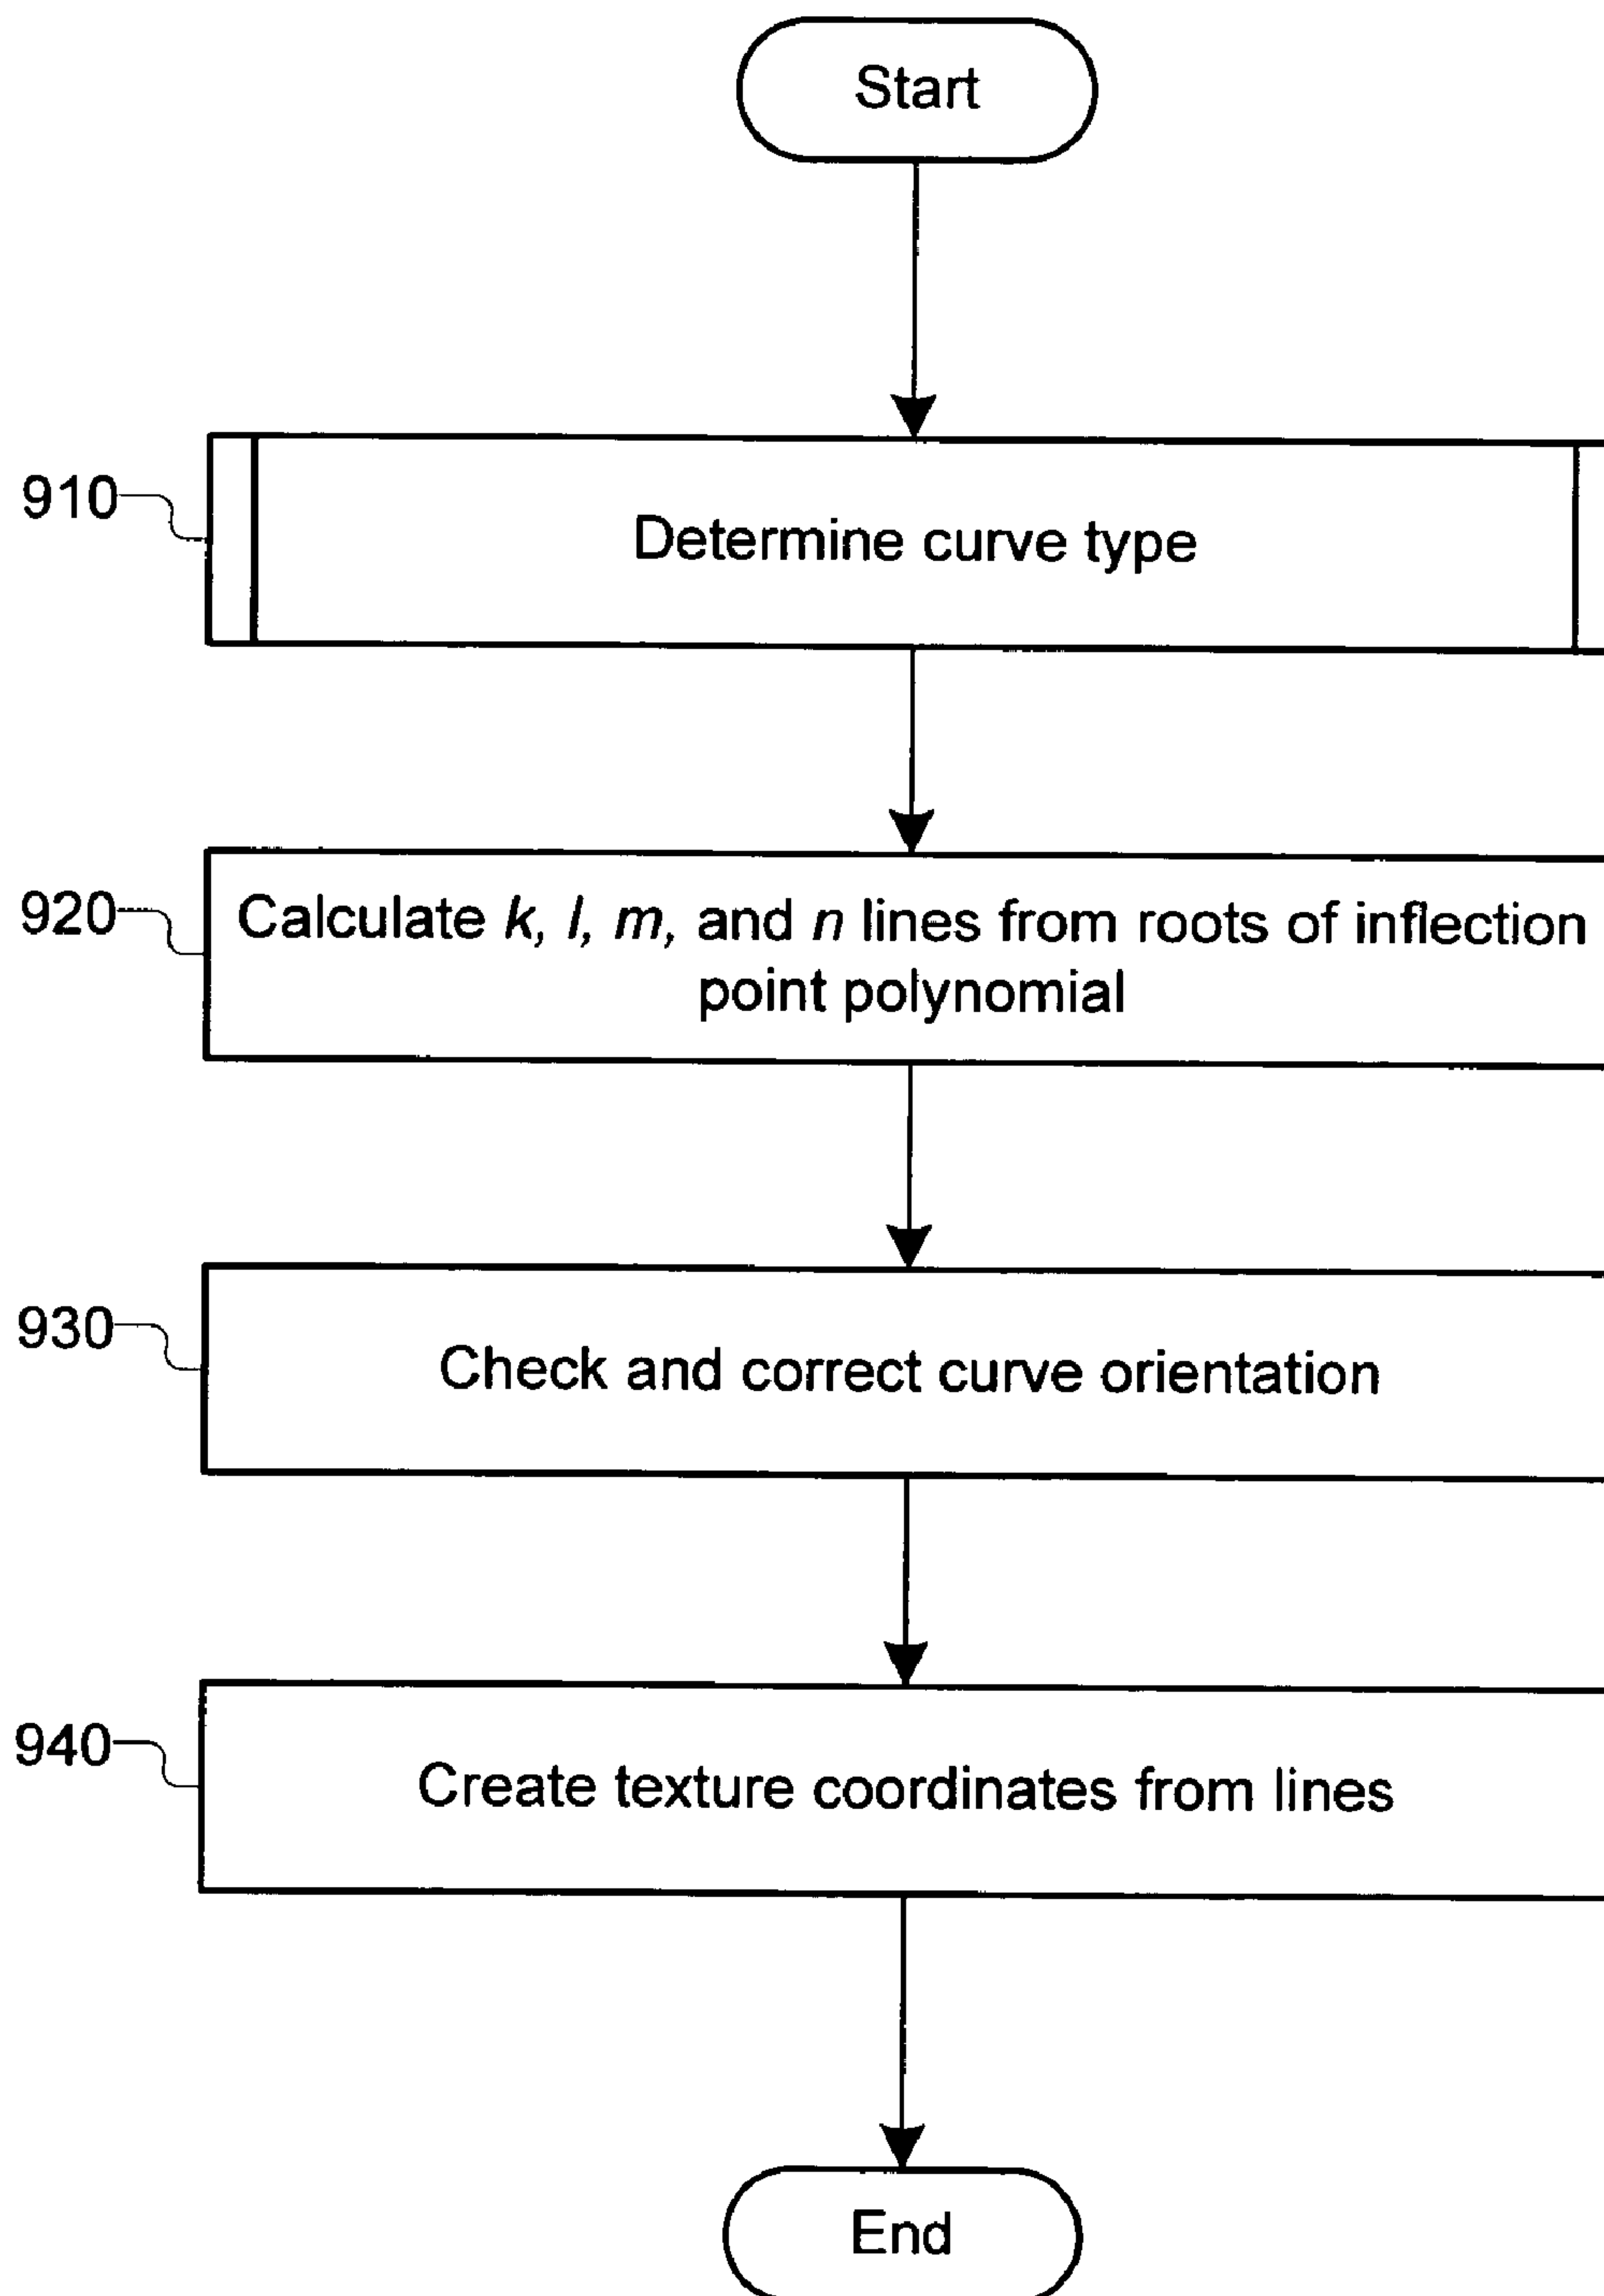 Start
910
Determine curve type
920
Calculate k, l, m, and n lines from roots of inflection
point polynomial
930
Check and correct curve orientation
940
Create texture coordinates from lines
End